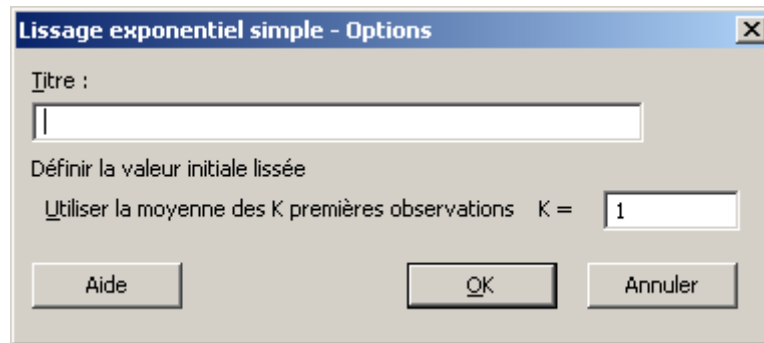 Lissage exponentiel simple - Options
Titre :
Définir la valeur initiale lissée
Utiliser la moyenne des K premières observations K = 1
Aide OK Annuler